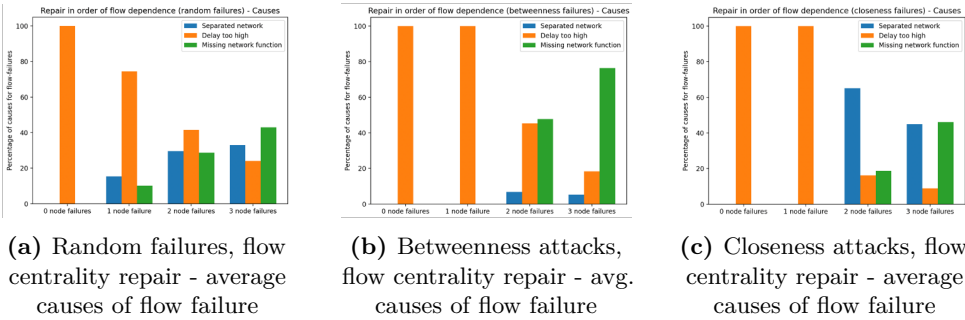 Repair in order of flow dependence (random failures) - Causes
Separated network
Delay too high
Missing network function
Percentage of causes for flow-failures
100
80
60
40
20
0
0 node failures
1 node failure
2 node failures
3 node failures
(a) Random failures, flow
centrality repair - average
causes of flow failure
Repair in order of flow dependence (betweenness failures) - Causes
Separated network
Delay too high
Missing network function
Percentage of causes for flow-failures
100
80
60
40
20
0
0 node failures
1 node failures
2 node failures
3 node failures
(b) Betweenness attacks,
flow centrality repair - avg.
causes of flow failure
Repair in order of flow dependence (closeness failures) - Causes
Separated network
Delay too high
Missing network function
Percentage of causes for flow-failures
100
80
60
40
20
0
0 node failures
1 node failure
2 node failures
3 node failures
(c) Closeness attacks, flow
centrality repair - average
causes of flow failure